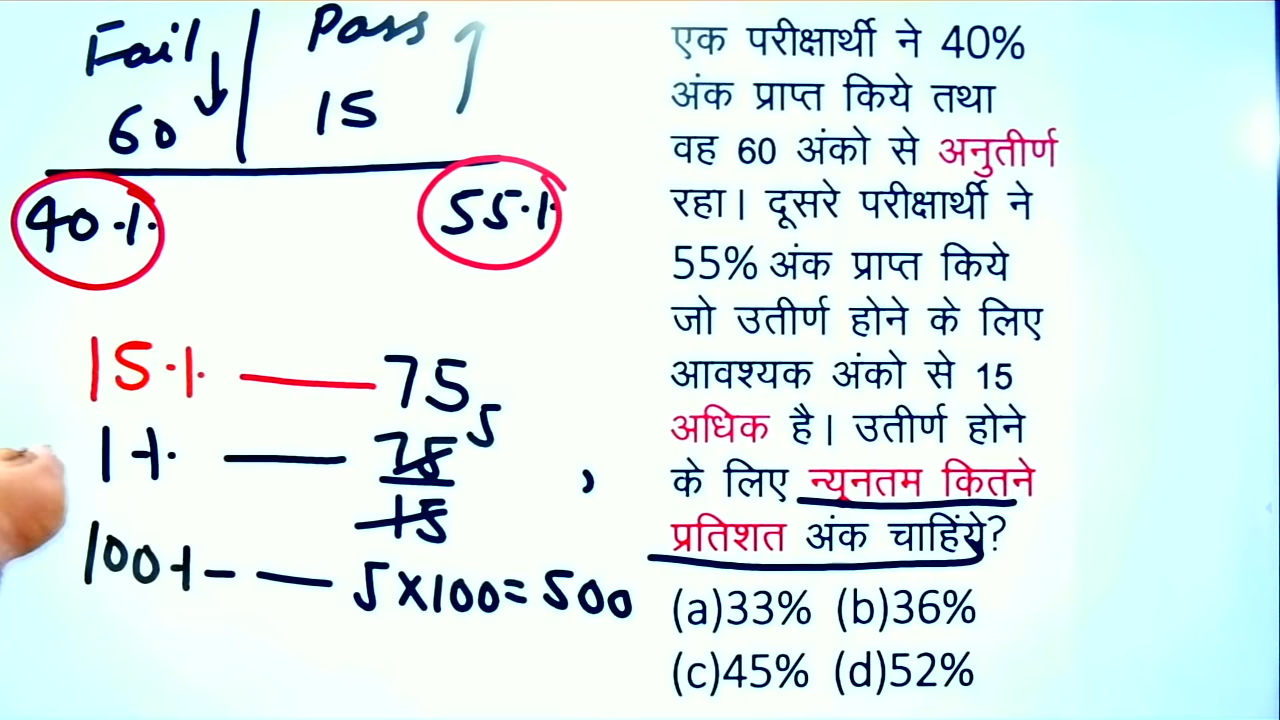 Fail Pass
60 15
40% 55%
15% 75
1% 75 5
15
100% 5×100=500
एक परीक्षार्थी ने 40%
अंक प्राप्त किये तथा
वह 60 अंको से अनुतीर्ण
रहा। दूसरे परीक्षार्थी ने
55% अंक प्राप्त किये
जो उतीर्ण होने के लिए
आवश्यक अंको से 15
अधिक है। उतीर्ण होने
के लिए न्यूनतम कितने
प्रतिशत अंक चाहिंये?
(a)33% (b)36%
(c)45% (d)52%